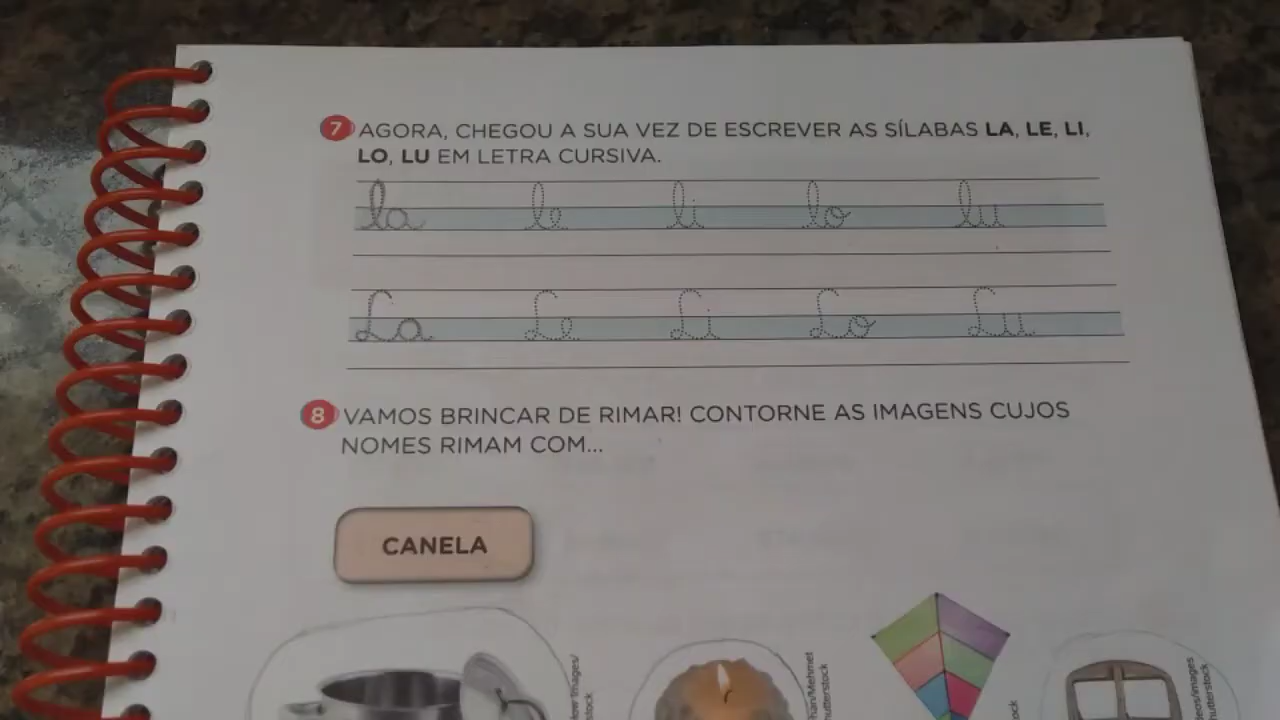 7 AGORA, CHEGOU A SUA VEZ DE ESCREVER AS SÍLABAS LA, LE, LI,
LO, LU EM LETRA CURSIVA.
la le li lo lu
La Le Li Lo Lu
8 VAMOS BRINCAR DE RIMAR! CONTORNE AS IMAGENS CUJOS
NOMES RIMAM COM...
CANELA